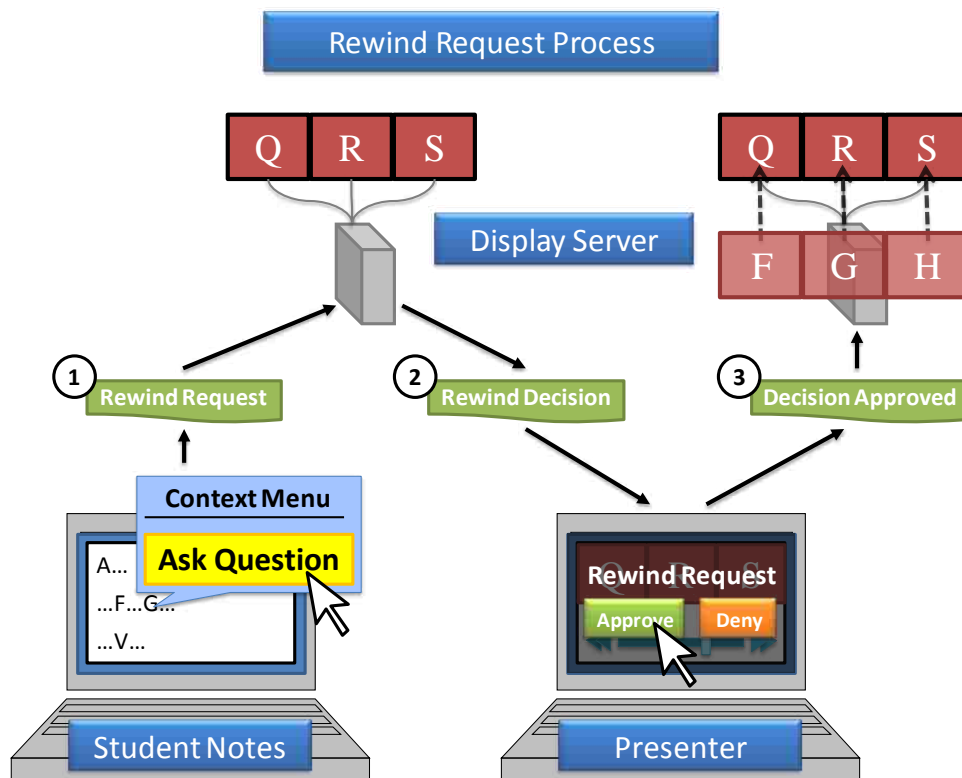 Rewind Request Process
Q R S
Q R S
Display Server
F G H
1 Rewind Request
2 Rewind Decision
3 Decision Approved
Context Menu
Ask Question
A...
...F...G...
...V...
Q R S
Rewind Request
Approve Deny
Student Notes
Presenter